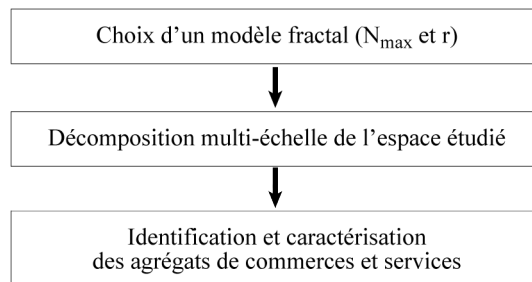 Choix d’un modèle fractal (Nmax et r)
Décomposition multi-échelle de l’espace étudié
Identification et caractérisation
des agrégats de commerces et services